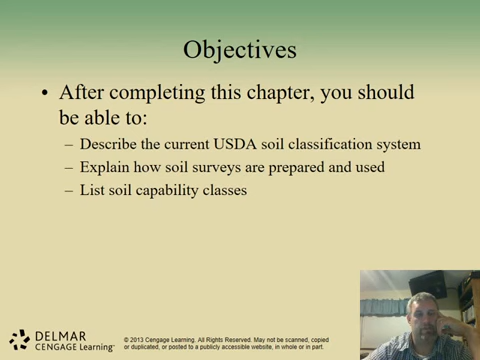 Objectives
• After completing this chapter, you should
be able to:
– Describe the current USDA soil classification system
– Explain how soil surveys are prepared and used
– List soil capability classes
DELMAR
CENGAGE Learning™
© 2013 Cengage Learning. All Rights Reserved. May not be scanned, copied
or duplicated, or posted to a publicly accessible website, in whole or in part.